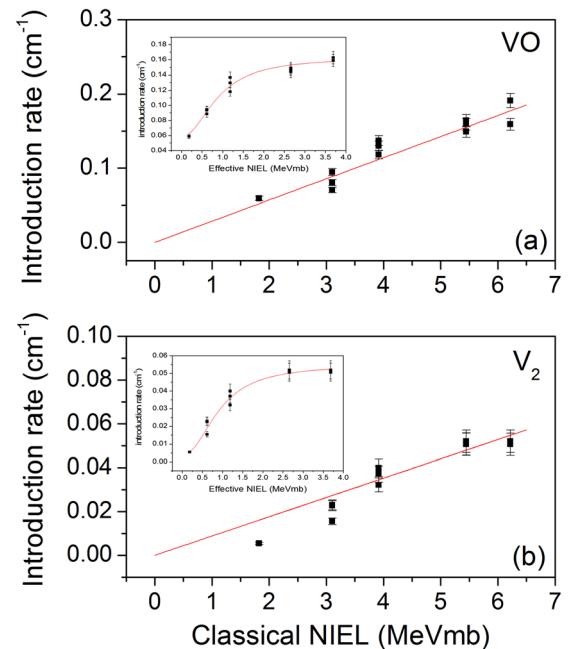 Introduction rate (cm⁻¹)
0.3
0.2
0.1
0.0
VO
(a)
introduction rate (cm⁻¹)
0.18
0.16
0.14
0.12
0.10
0.08
0.06
0.04
0.0 0.5 1.0 1.5 2.0 2.5 3.0 3.5 4.0
Effective NIEL (MeVmb)
0 1 2 3 4 5 6 7
Introduction rate (cm⁻¹)
0.10
0.08
0.06
0.04
0.02
0.00
V₂
(b)
introduction rate (cm⁻¹)
0.06
0.05
0.04
0.03
0.02
0.01
0.00
0.0 0.5 1.0 1.5 2.0 2.5 3.0 3.5 4.0
Effective NIEL (MeVmb)
0 1 2 3 4 5 6 7
Classical NIEL (MeVmb)